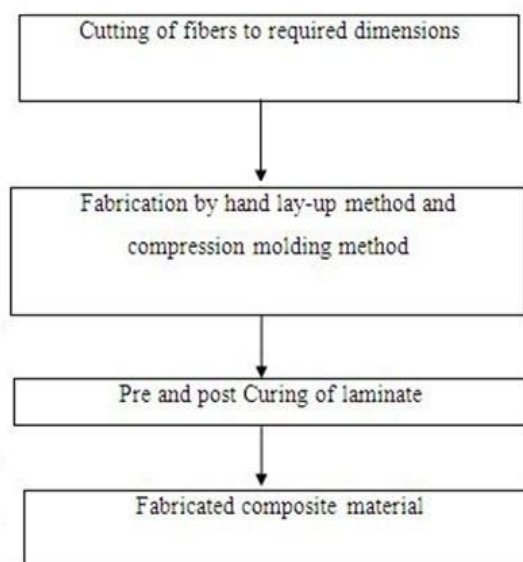 Cutting of fibers to required dimensions
Fabrication by hand lay-up method and
compression molding method
Pre and post Curing of laminate
Fabricated composite material